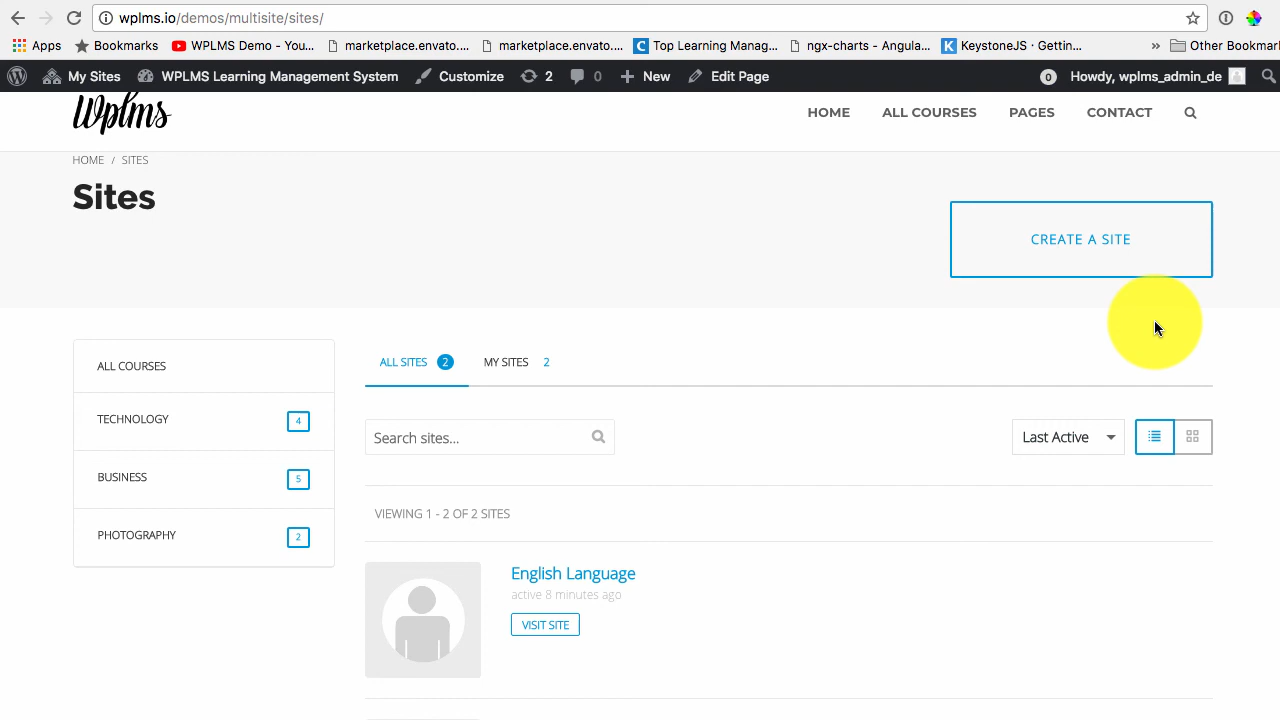 wplms.io/demos/multisite/sites/
Apps Bookmarks WPLMS Demo - You... marketplace.envato.... marketplace.envato.... Top Learning Manag... ngx-charts - Angula... KeystoneJS · Gettin... » Other Bookmar
My Sites WPLMS Learning Management System Customize 2 0 New Edit Page 0 Howdy, wplms_admin_de
Wplms HOME ALL COURSES PAGES CONTACT
HOME / SITES
Sites
CREATE A SITE
ALL COURSES
TECHNOLOGY 4
BUSINESS 5
PHOTOGRAPHY 2
ALL SITES 2 MY SITES 2
Search sites... Last Active
VIEWING 1 - 2 OF 2 SITES
English Language
active 8 minutes ago
VISIT SITE